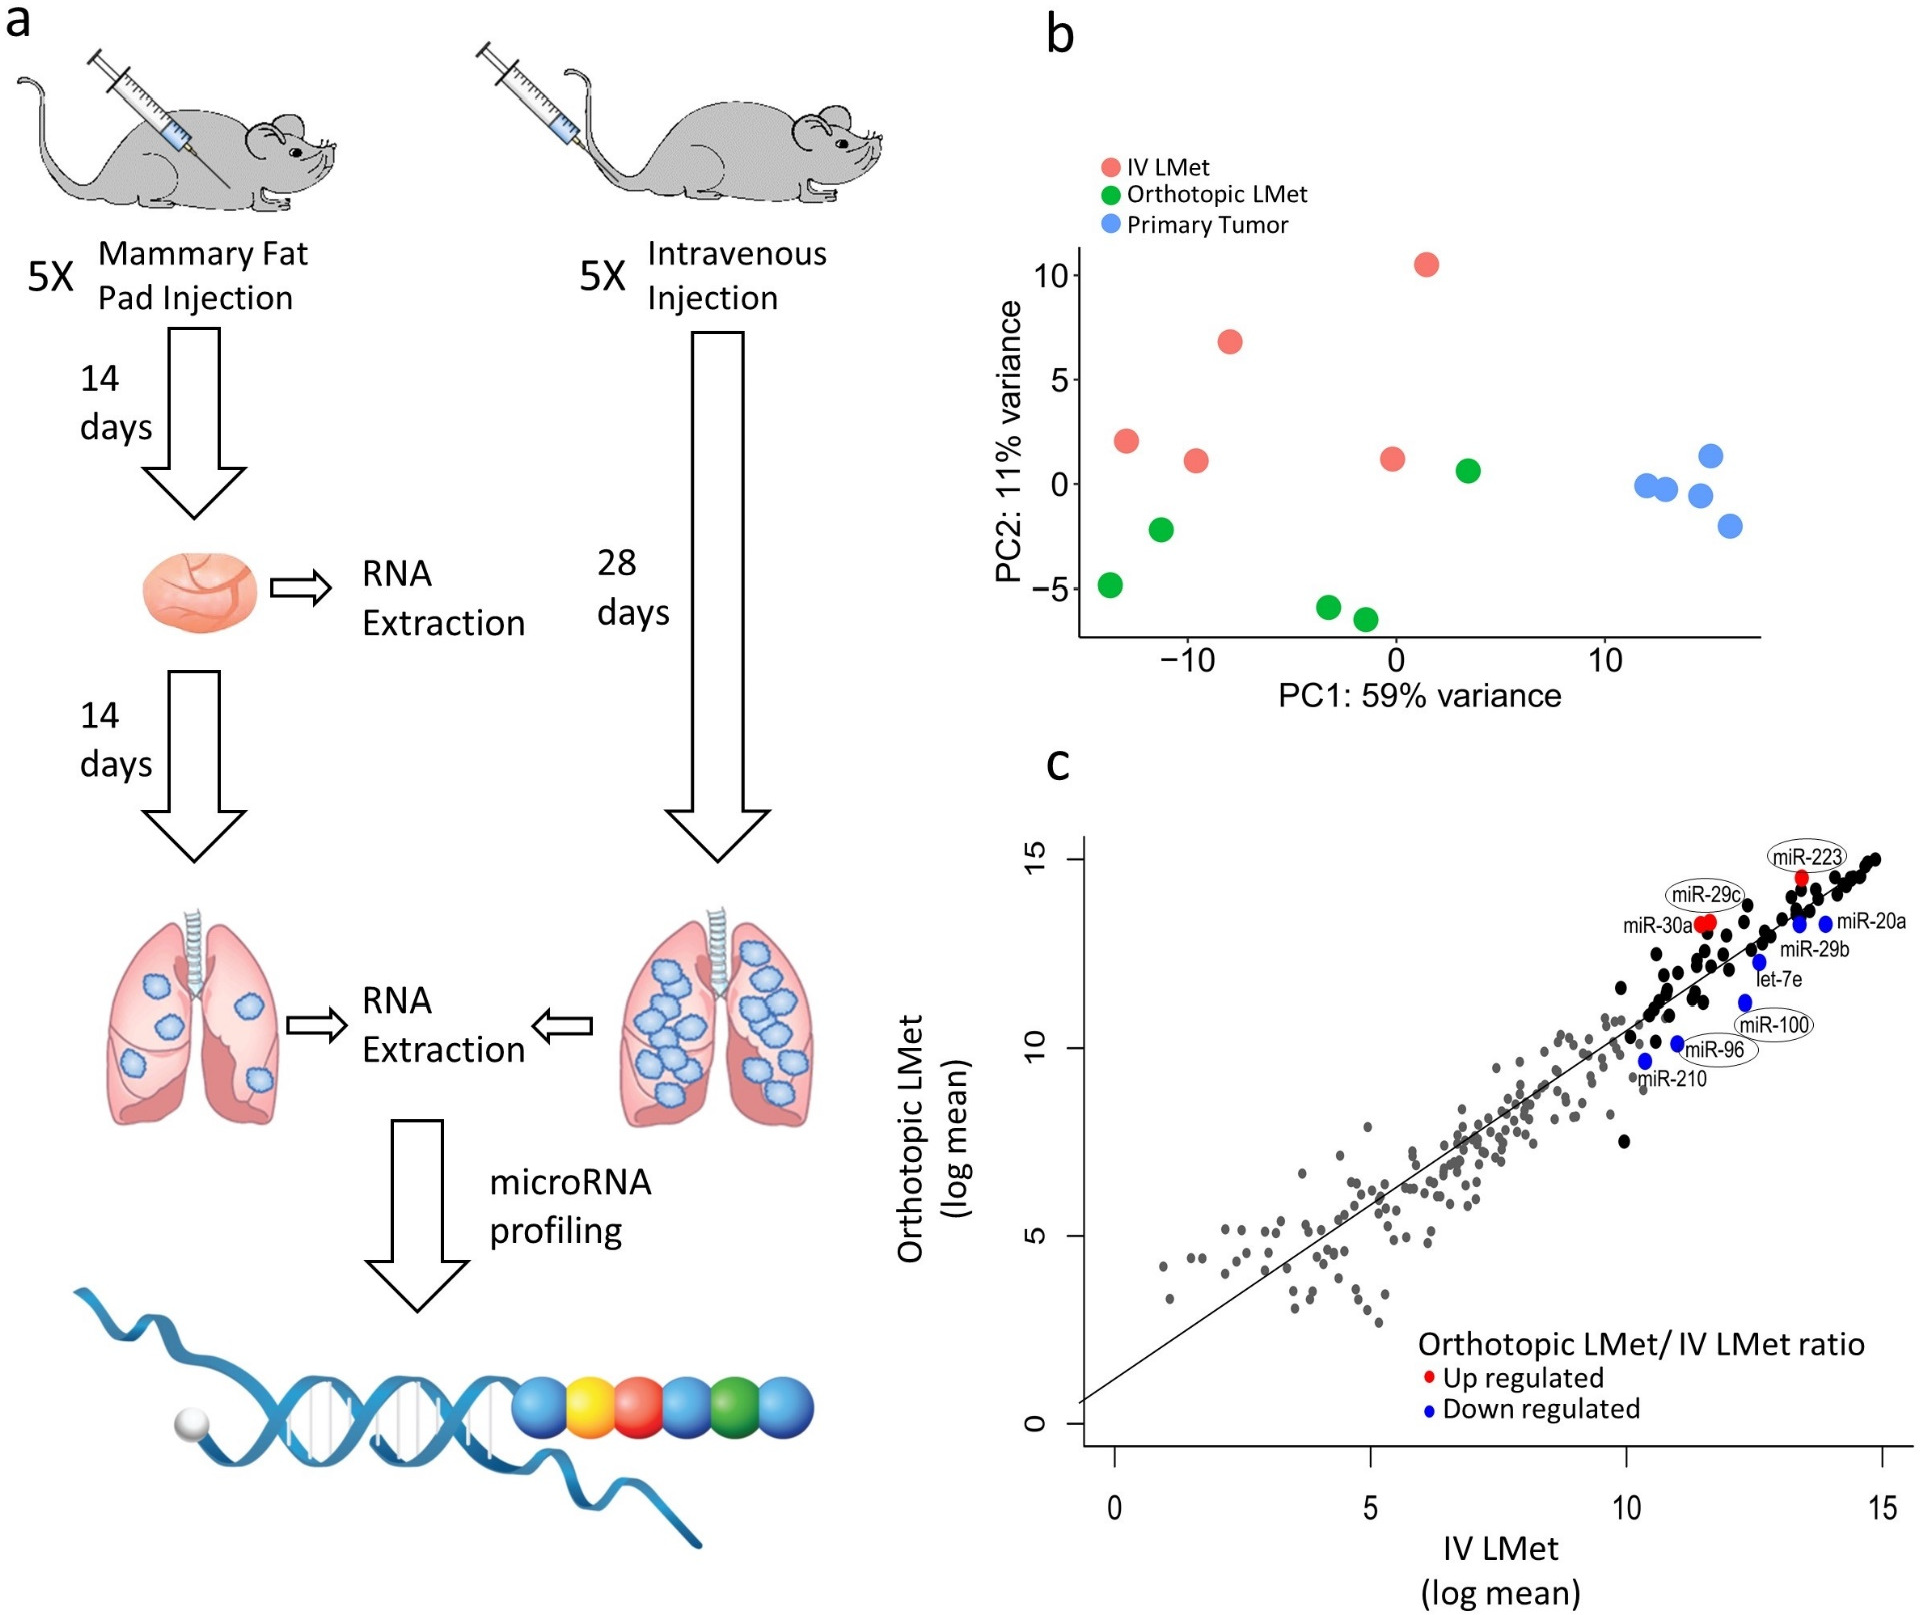 a
5X
Mammary Fat
Pad Injection
5X
Intravenous
Injection
14
days
RNA
Extraction
28
days
14
days
RNA
Extraction
microRNA
profiling
b
IV LMet
Orthotopic LMet
Primary Tumor
PC2: 11% variance
10
5
0
−5
−10
0
10
PC1: 59% variance
c
Orthotopic LMet
(log mean)
15
10
5
0
miR-223
miR-29c
miR-30a
miR-20a
miR-29b
let-7e
miR-100
miR-96
miR-210
Orthotopic LMet/ IV LMet ratio
Up regulated
Down regulated
0
5
10
15
IV LMet
(log mean)